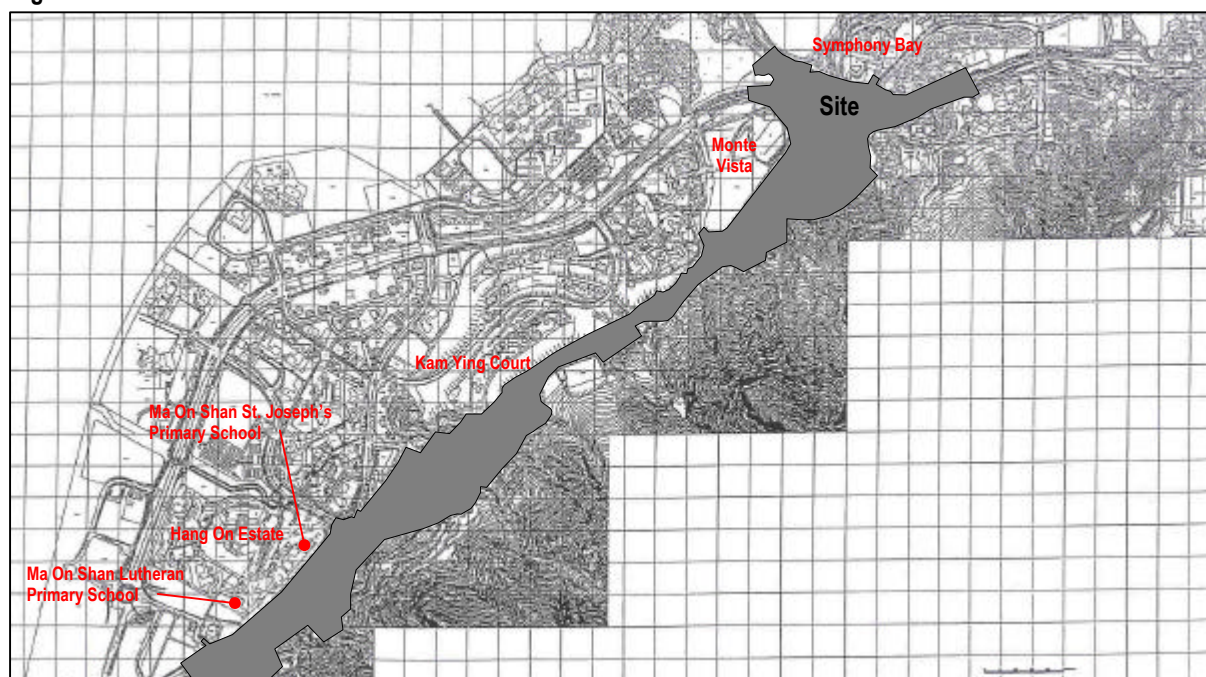 Symphony Bay
Site
Monte
Vista
Kam Ying Court
Ma On Shan St. Joseph's
Primary School
Hang On Estate
Ma On Shan Lutheran
Primary School